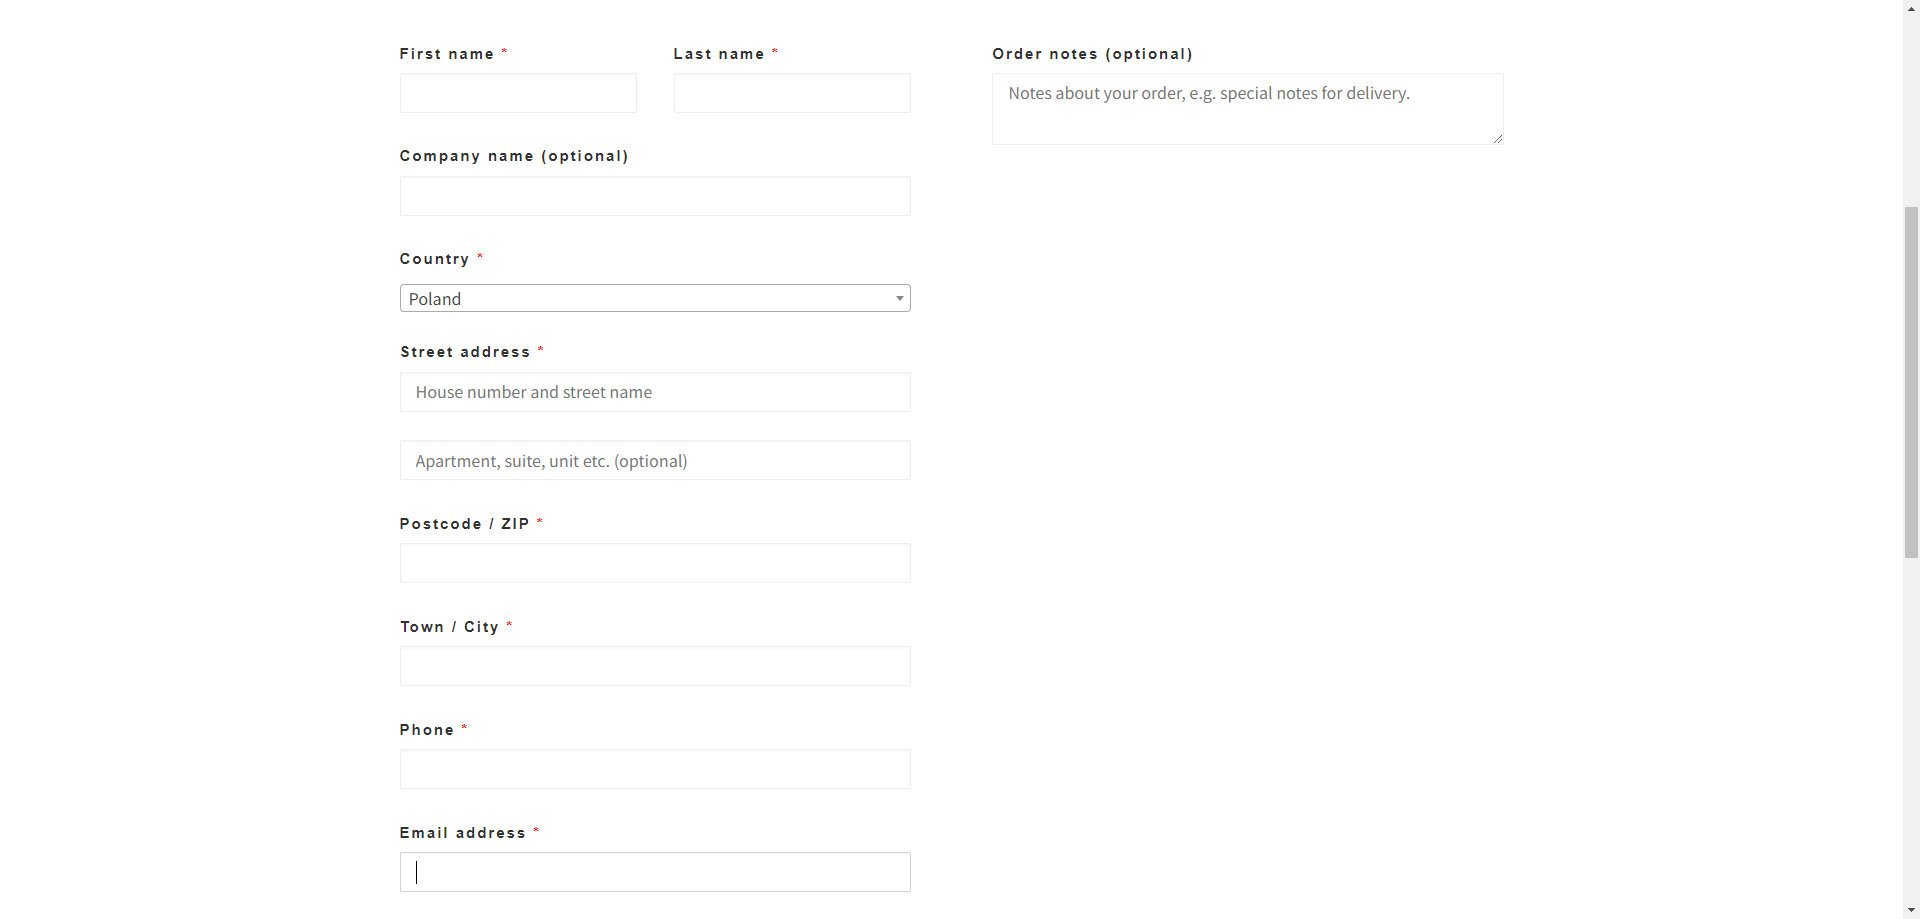 First name *
Last name *
Company name (optional)
Country *
Poland
Street address *
House number and street name
Apartment, suite, unit etc. (optional)
Postcode / ZIP *
Town / City *
Phone *
Email address *
Order notes (optional)
Notes about your order, e.g. special notes for delivery.